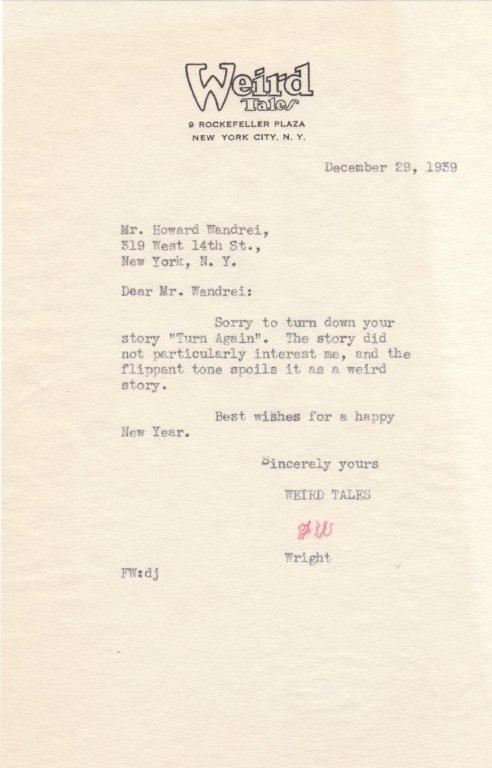 Weird
Tales
9 ROCKEFELLER PLAZA
NEW YORK CITY, N. Y.
December 29, 1939
Mr. Howard Wandrei,
319 West 14th St.,
New York, N. Y.
Dear Mr. Wandrei:
Sorry to turn down your
story "Turn Again". The story did
not particularly interest me, and the
flippant tone spoils it as a weird
story.
Best wishes for a happy
New Year.
Sincerely yours
WEIRD TALES
FW
Wright
FW:dj